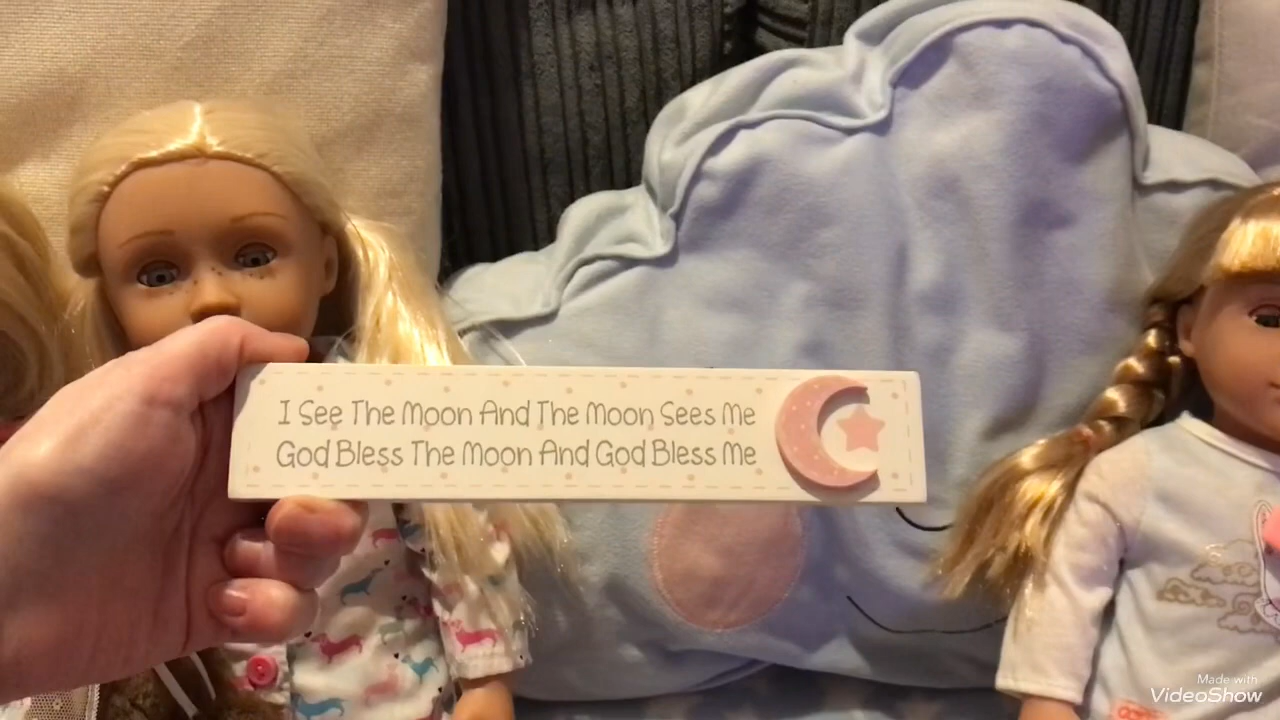 I See The Moon And The Moon Sees Me
God Bless The Moon And God Bless Me
Made with
VideoShow